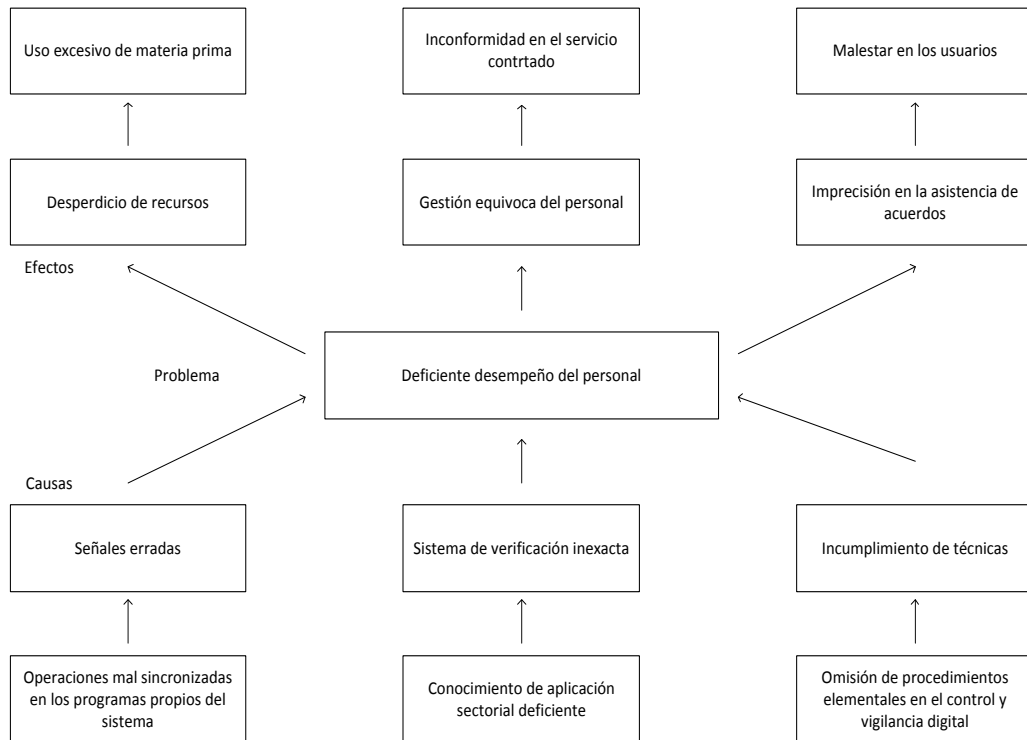 Uso excesivo de materia prima
Inconformidad en el servicio
contrtado
Malestar en los usuarios
Desperdicio de recursos
Gestión equivoca del personal
Imprecisión en la asistencia de
acuerdos
Efectos
Problema
Deficiente desempeño del personal
Causas
Señales erradas
Sistema de verificación inexacta
Incumplimiento de técnicas
Operaciones mal sincronizadas
en los programas propios del
sistema
Conocimiento de aplicación
sectorial deficiente
Omisión de procedimientos
elementales en el control y
vigilancia digital